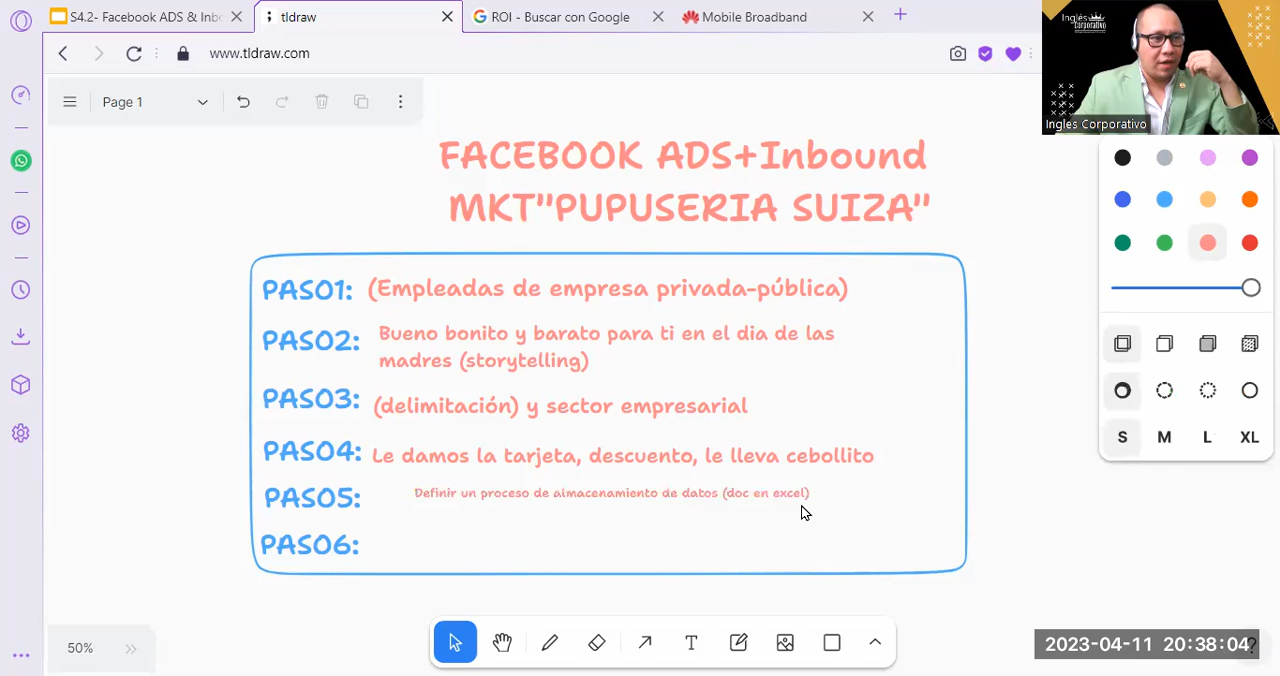 S4.2- Facebook ADS & Inbo
tldraw
ROI - Buscar con Google
Mobile Broadband
www.tldraw.com
Page 1
Inglés
Corporativo
Ingles Corporativo
FACEBOOK ADS+Inbound
MKT"PUPUSERIA SUIZA"
PASO1: (Empleadas de empresa privada-pública)
PASO2: Bueno bonito y barato para ti en el dia de las
madres (storytelling)
PASO3: (delimitación) y sector empresarial
PASO4: Le damos la tarjeta, descuento, le lleva cebollito
PASO5: Definir un proceso de almacenamiento de datos (doc en excel)
PASO6:
S M L XL
50%
T
2023-04-11 20:38:04
?